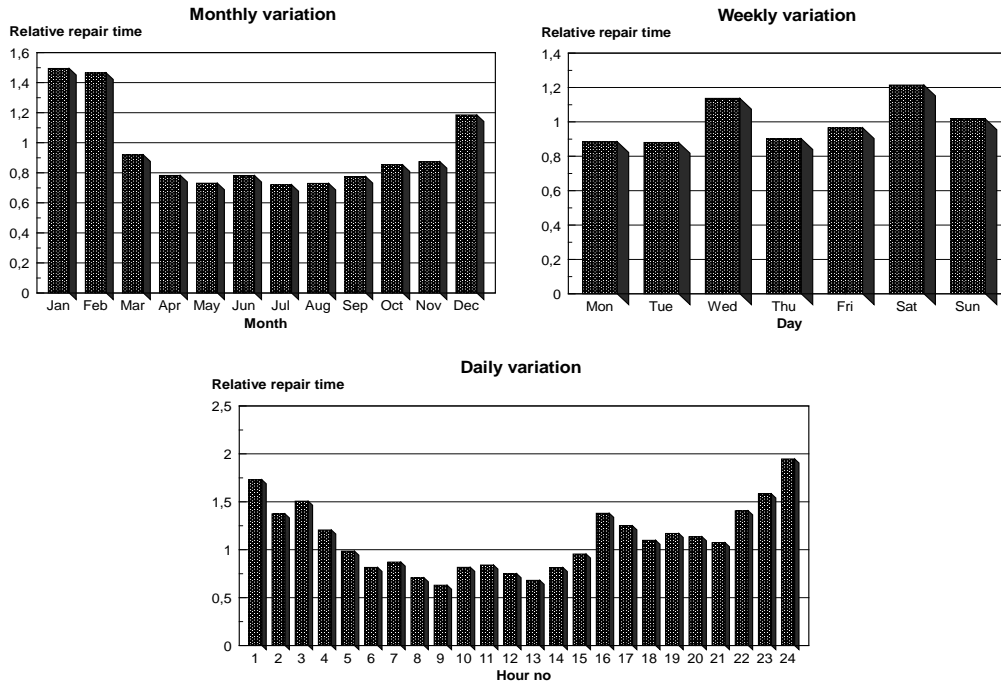 Monthly variation
Relative repair time
1,6
1,4
1,2
1
0,8
0,6
0,4
0,2
0
Jan Feb Mar Apr May Jun Jul Aug Sep Oct Nov Dec
Month
Weekly variation
Relative repair time
1,4
1,2
1
0,8
0,6
0,4
0,2
0
Mon Tue Wed Thu Fri Sat Sun
Day
Daily variation
Relative repair time
2,5
2
1,5
1
0,5
0
1 2 3 4 5 6 7 8 9 10 11 12 13 14 15 16 17 18 19 20 21 22 23 24
Hour no